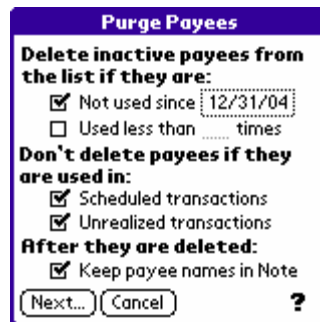 Purge Payees
Delete inactive payees from
the list if they are:
Not used since 12/31/04
Used less than ..... times
Don't delete payees if they
are used in:
Scheduled transactions
Unrealized transactions
After they are deleted:
Keep payee names in Note
Next... Cancel ?